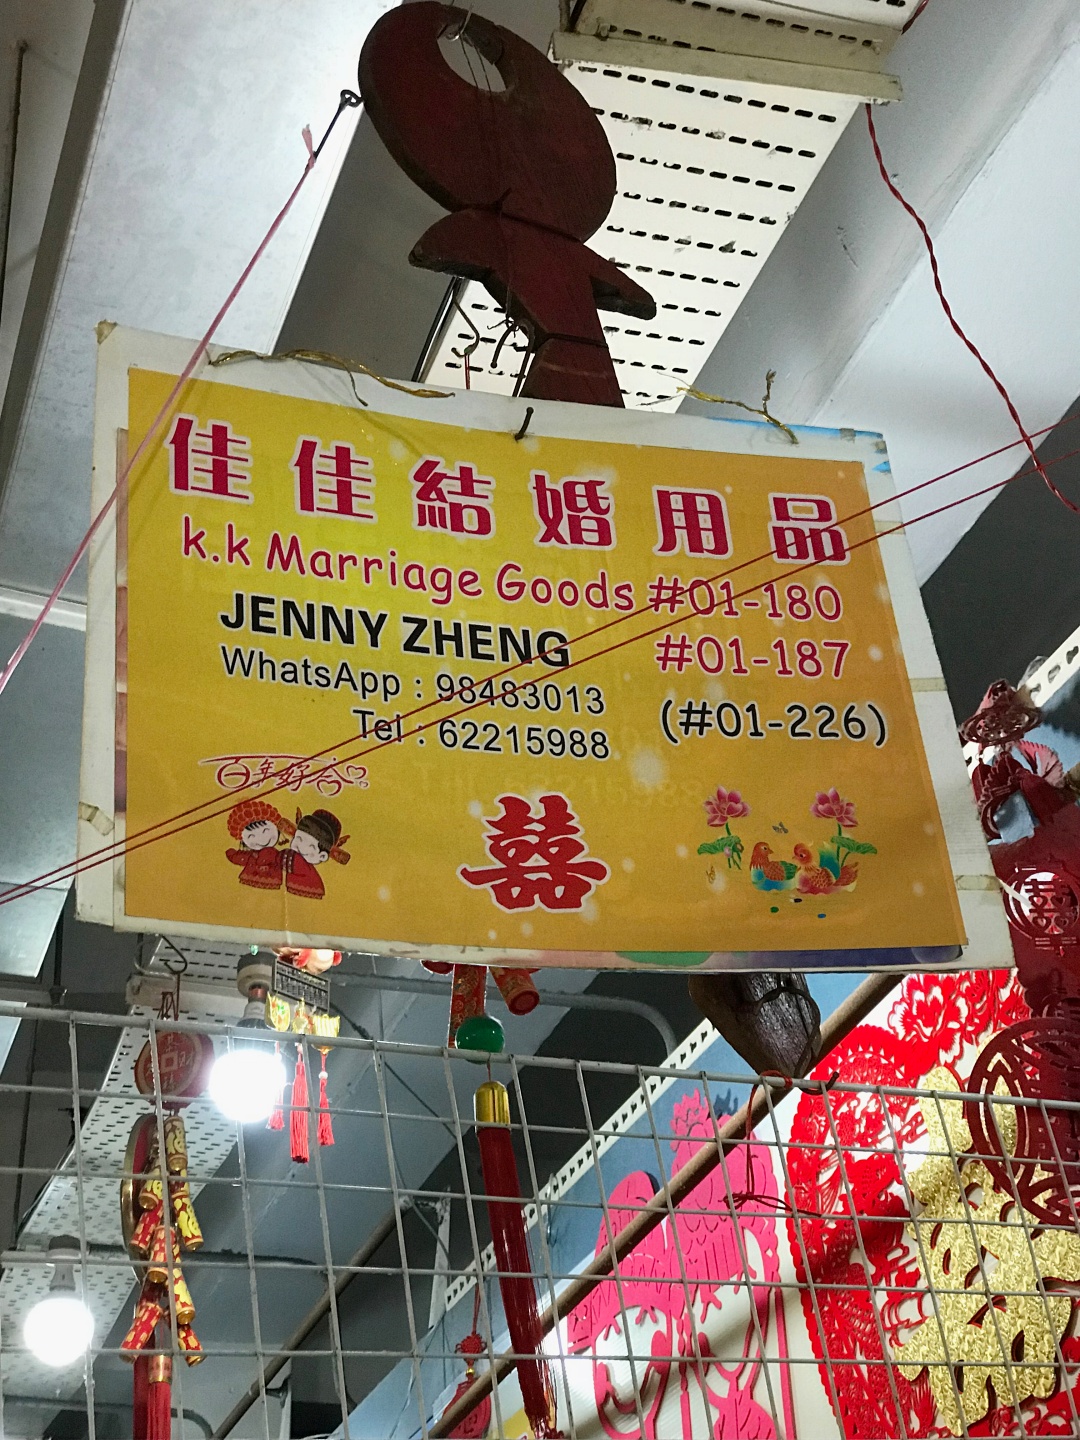 佳佳結婚用品
k.k Marriage Goods #01-180
JENNY ZHENG #01-187
WhatsApp : 98483013
(#01-226)
Tel : 62215988
百年好合
囍